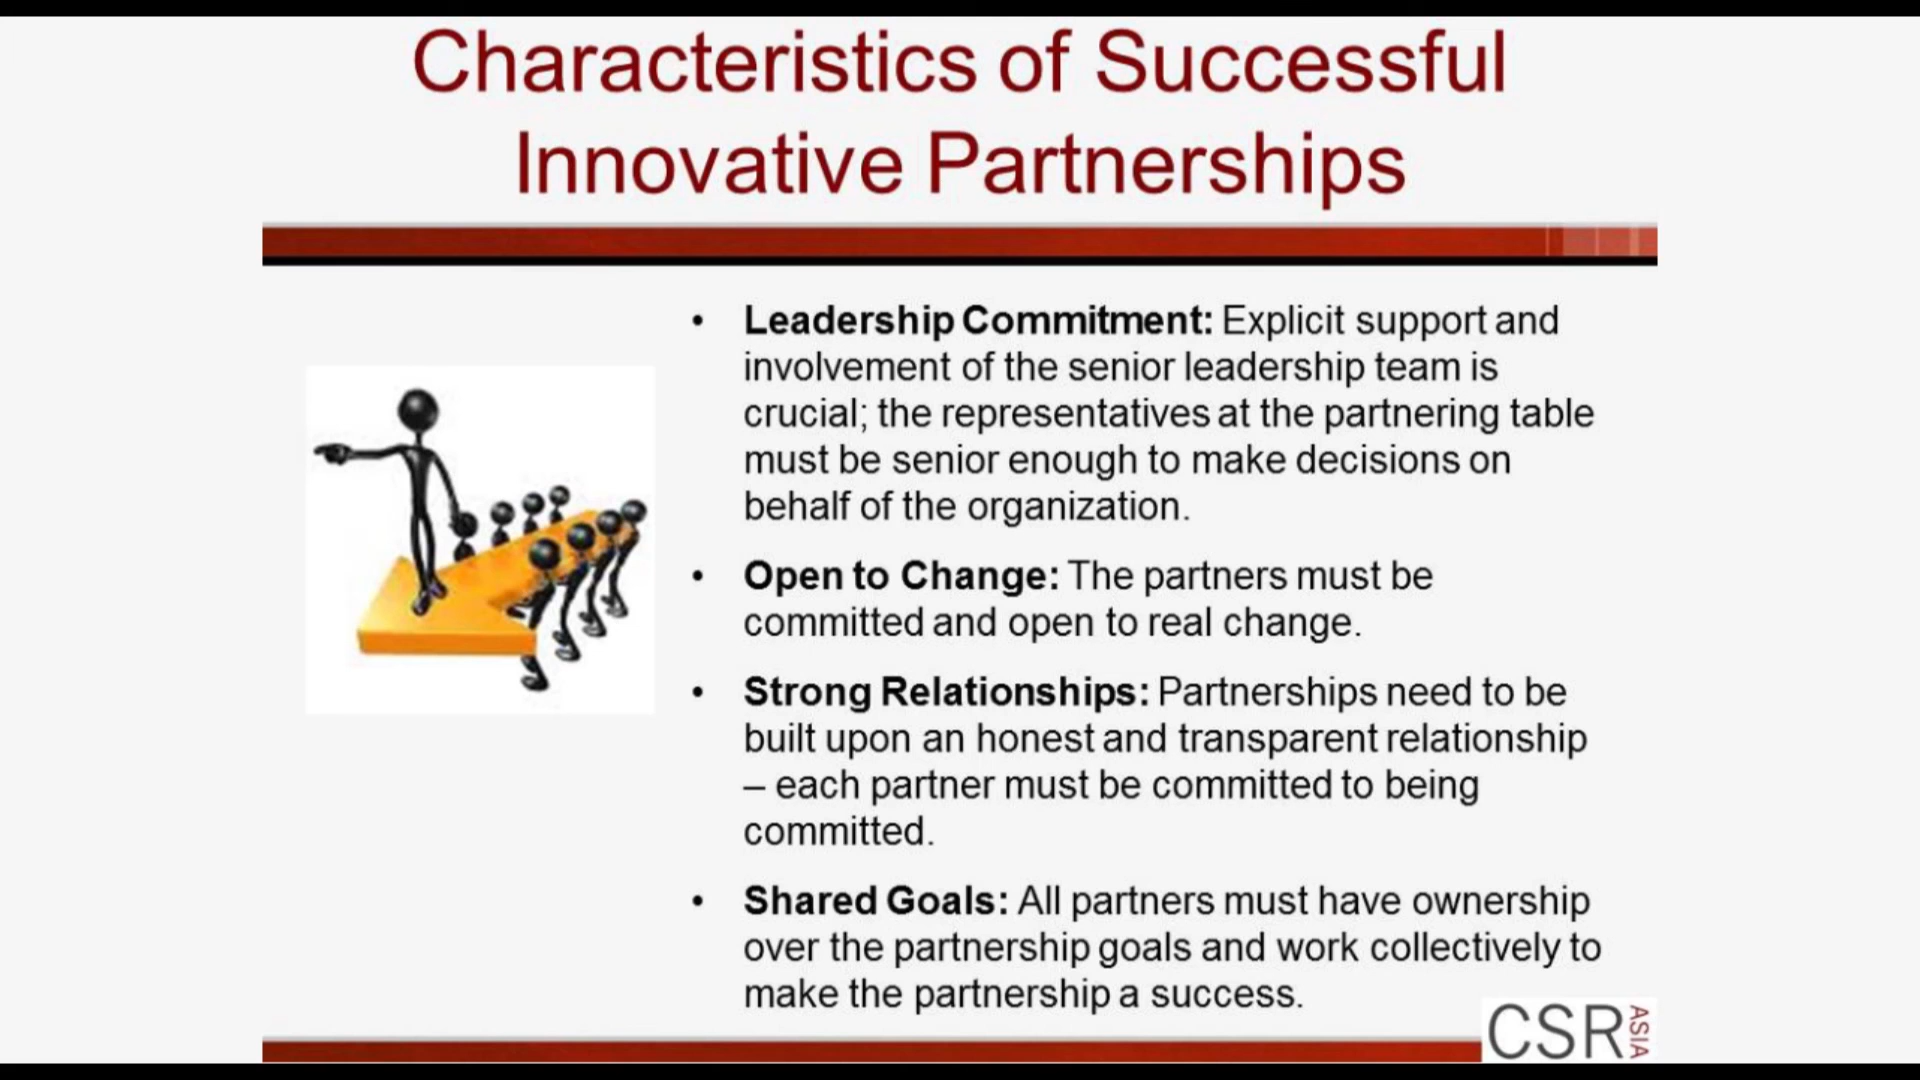 Characteristics of Successful
Innovative Partnerships
• Leadership Commitment: Explicit support and
involvement of the senior leadership team is
crucial; the representatives at the partnering table
must be senior enough to make decisions on
behalf of the organization.
• Open to Change: The partners must be
committed and open to real change.
• Strong Relationships: Partnerships need to be
built upon an honest and transparent relationship
– each partner must be committed to being
committed.
• Shared Goals: All partners must have ownership
over the partnership goals and work collectively to
make the partnership a success.
CSR ASIA